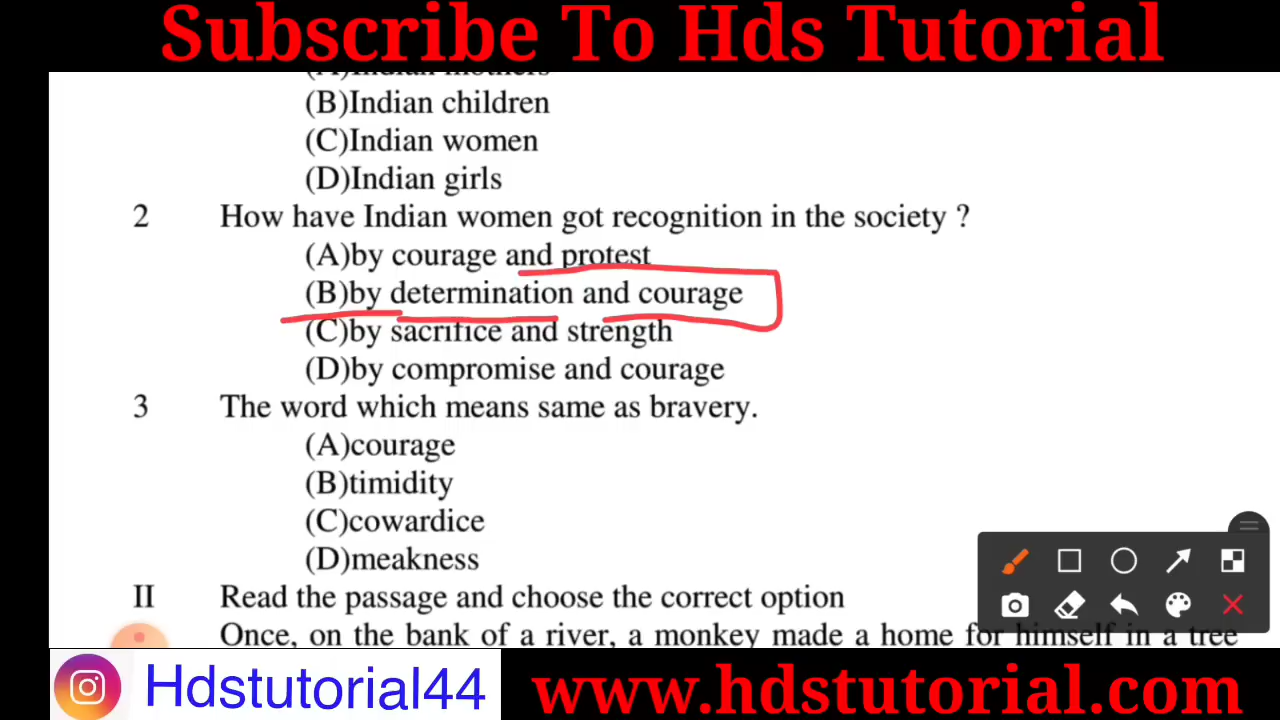 Subscribe To Hds Tutorial
(A)Indian mothers
(B)Indian children
(C)Indian women
(D)Indian girls
2 How have Indian women got recognition in the society ?
(A)by courage and protest
(B)by determination and courage
(C)by sacrifice and strength
(D)by compromise and courage
3 The word which means same as bravery.
(A)courage
(B)timidity
(C)cowardice
(D)meakness
II Read the passage and choose the correct option
Once, on the bank of a river, a monkey made a home for himself in a tree
Hdstutorial44 www.hdstutorial.com